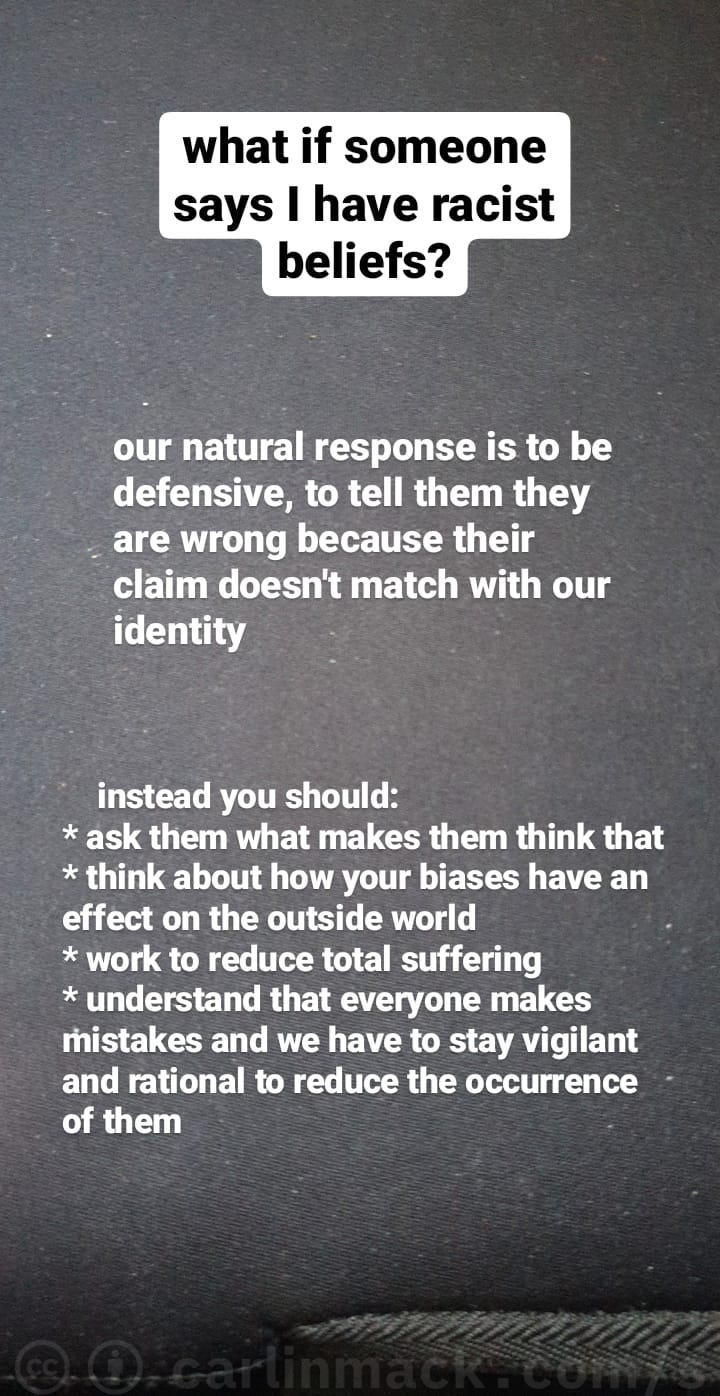 what if someone
says I have racist
beliefs?
our natural response is to be
defensive, to tell them they
are wrong because their
claim doesn't match with our
identity
instead you should:
* ask them what makes them think that
* think about how your biases have an
effect on the outside world
* work to reduce total suffering
* understand that everyone makes
mistakes and we have to stay vigilant
and rational to reduce the occurrence
of them
cc carlinmack.com/s